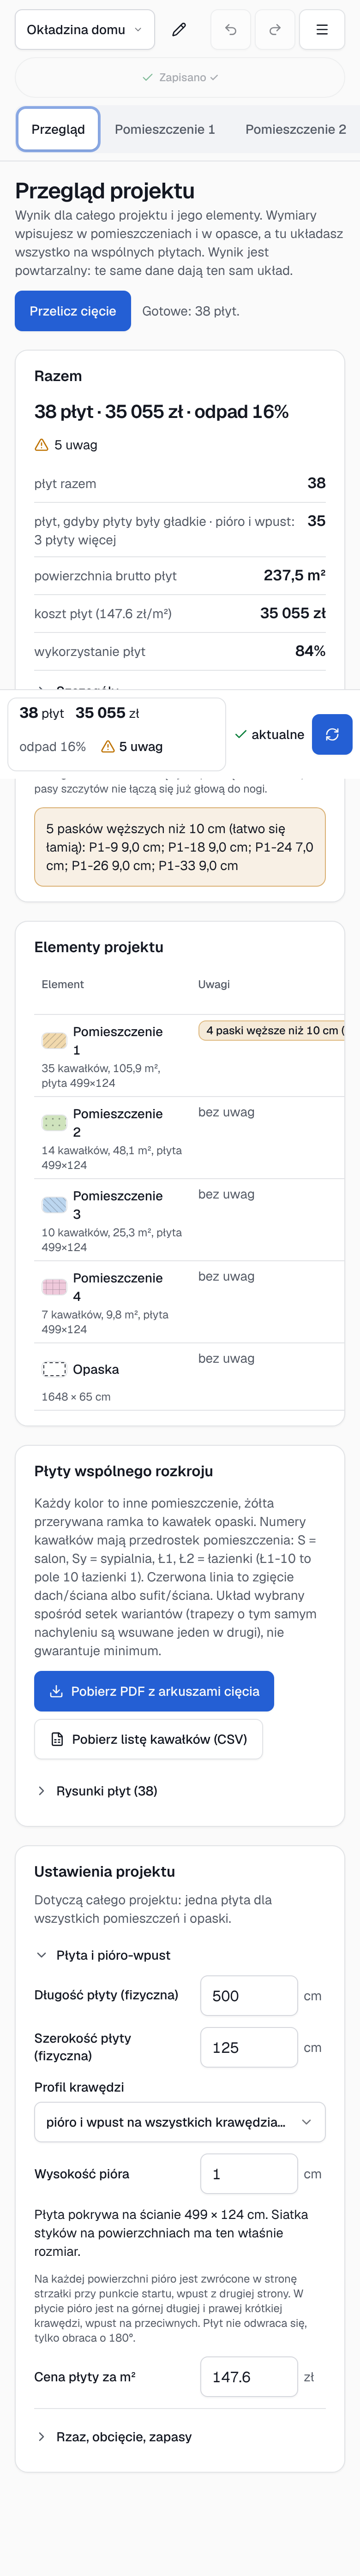 Okładzina domu
Zapisano ✓
Przegląd
Pomieszczenie 1
Pomieszczenie 2
Przegląd projektu
Wynik dla całego projektu i jego elementy. Wymiary
wpisujesz w pomieszczeniach i w opasce, a tu układasz
wszystko na wspólnych płytach. Wynik jest
powtarzalny: te same dane dają ten sam układ.
Przelicz cięcie
Gotowe: 38 płyt.
Razem
38 płyt · 35 055 zł · odpad 16%
5 uwag
płyt razem 38
płyt, gdyby płyty były gładkie · pióro i wpust: 35
3 płyty więcej
powierzchnia brutto płyt 237,5 m²
koszt płyt (147.6 zł/m²) 35 055 zł
wykorzystanie płyt 84%
38 płyt 35 055 zł
odpad 16% 5 uwag
aktualne
pasy szczytów nie łączą się już głową do nogi.
5 pasków węższych niż 10 cm (łatwo się
łamią): P1-9 9,0 cm; P1-18 9,0 cm; P1-24 7,0
cm; P1-26 9,0 cm; P1-33 9,0 cm
Elementy projektu
Element Uwagi
Pomieszczenie
1
4 paski węższe niż 10 cm (
35 kawałków, 105,9 m²,
płyta 499×124
Pomieszczenie
2
bez uwag
14 kawałków, 48,1 m², płyta
499×124
Pomieszczenie
3
bez uwag
10 kawałków, 25,3 m², płyta
499×124
Pomieszczenie
4
bez uwag
7 kawałków, 9,8 m², płyta
499×124
Opaska
bez uwag
1648 × 65 cm
Płyty wspólnego rozkroju
Każdy kolor to inne pomieszczenie, żółta
przerywana ramka to kawałek opaski. Numery
kawałków mają przedrostek pomieszczenia: S =
salon, Sy = sypialnia, Ł1, Ł2 = łazienki (Ł1-10 to
pole 10 łazienki 1). Czerwona linia to zgięcie
dach/ściana albo sufit/ściana. Układ wybrany
spośród setek wariantów (trapezy o tym samym
nachyleniu są wsuwane jeden w drugi), nie
gwarantuje minimum.
Pobierz PDF z arkuszami cięcia
Pobierz listę kawałków (CSV)
Rysunki płyt (38)
Ustawienia projektu
Dotyczą całego projektu: jedna płyta dla
wszystkich pomieszczeń i opaski.
Płyta i pióro-wpust
Długość płyty (fizyczna) 500 cm
Szerokość płyty
(fizyczna)
125 cm
Profil krawędzi
pióro i wpust na wszystkich krawędzia...
Wysokość pióra 1 cm
Płyta pokrywa na ścianie 499 × 124 cm. Siatka
styków na powierzchniach ma ten właśnie
rozmiar.
Na każdej powierzchni pióro jest zwrócone w stronę
strzałki przy punkcie startu, wpust z drugiej strony. W
płycie pióro jest na górnej długiej i prawej krótkiej
krawędzi, wpust na przeciwnych. Płyt nie odwraca się,
tylko obraca o 180°.
Cena płyty za m² 147.6 zł
Rzaz, obcięcie, zapasy